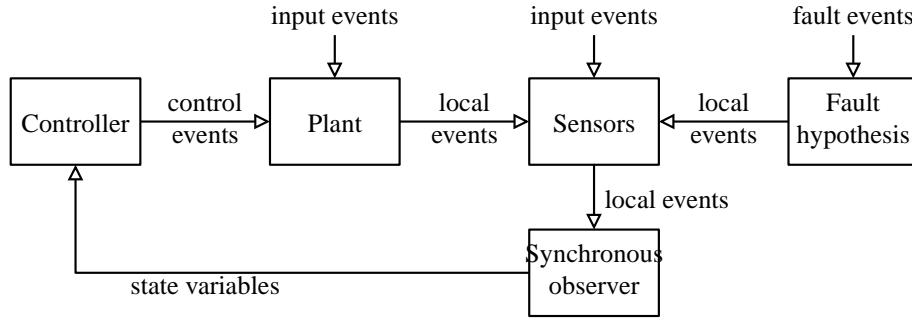 input events
input events
fault events
Controller
control
events
Plant
local
events
Sensors
local
events
Fault
hypothesis
local events
Synchronous
observer
state variables